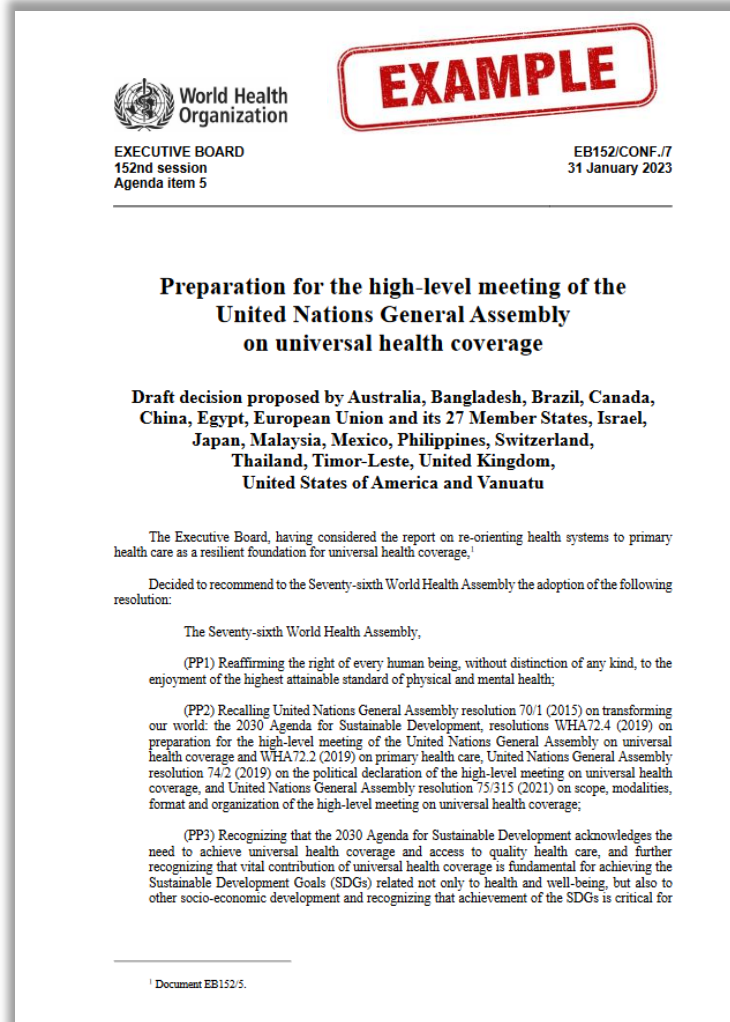 EXAMPLE
World Health
Organization
EXECUTIVE BOARD
152nd session
Agenda item 5
EB152/CONF./7
31 January 2023
Preparation for the high-level meeting of the
United Nations General Assembly
on universal health coverage
Draft decision proposed by Australia, Bangladesh, Brazil, Canada,
China, Egypt, European Union and its 27 Member States, Israel,
Japan, Malaysia, Mexico, Philippines, Switzerland,
Thailand, Timor-Leste, United Kingdom,
United States of America and Vanuatu
The Executive Board, having considered the report on re-orienting health systems to primary
health care as a resilient foundation for universal health coverage,¹
Decided to recommend to the Seventy-sixth World Health Assembly the adoption of the following
resolution:
The Seventy-sixth World Health Assembly,
(PP1) Reaffirming the right of every human being, without distinction of any kind, to the
enjoyment of the highest attainable standard of physical and mental health;
(PP2) Recalling United Nations General Assembly resolution 70/1 (2015) on transforming
our world: the 2030 Agenda for Sustainable Development, resolutions WHA72.4 (2019) on
preparation for the high-level meeting of the United Nations General Assembly on universal
health coverage and WHA72.2 (2019) on primary health care, United Nations General Assembly
resolution 74/2 (2019) on the political declaration of the high-level meeting on universal health
coverage, and United Nations General Assembly resolution 75/315 (2021) on scope, modalities,
format and organization of the high-level meeting on universal health coverage;
(PP3) Recognizing that the 2030 Agenda for Sustainable Development acknowledges the
need to achieve universal health coverage and access to quality health care, and further
recognizing that vital contribution of universal health coverage is fundamental for achieving the
Sustainable Development Goals (SDGs) related not only to health and well-being, but also to
other socio-economic development and recognizing that achievement of the SDGs is critical for
¹ Document EB152/5.